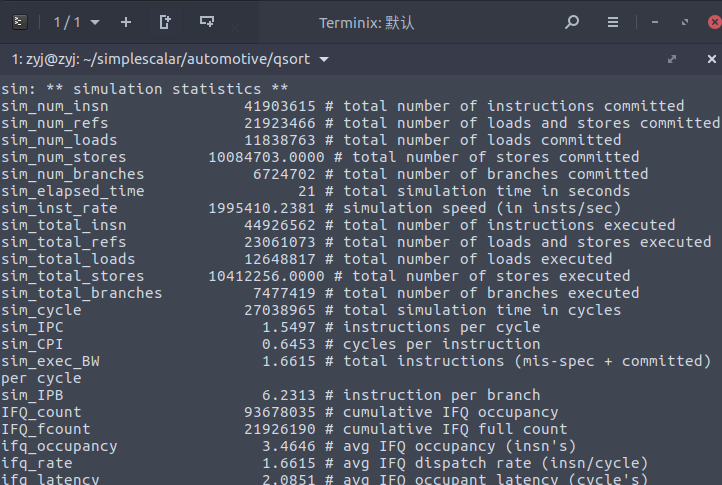 1 / 1
Terminix: 默认
1: zyj@zyj: ~/simplescalar/automotive/qsort
sim: ** simulation statistics **
sim_num_insn 41903615 # total number of instructions committed
sim_num_refs 21923466 # total number of loads and stores committed
sim_num_loads 11838763 # total number of loads committed
sim_num_stores 10084703.0000 # total number of stores committed
sim_num_branches 6724702 # total number of branches committed
sim_elapsed_time 21 # total simulation time in seconds
sim_inst_rate 1995410.2381 # simulation speed (in insts/sec)
sim_total_insn 44926562 # total number of instructions executed
sim_total_refs 23061073 # total number of loads and stores executed
sim_total_loads 12648817 # total number of loads executed
sim_total_stores 10412256.0000 # total number of stores executed
sim_total_branches 7477419 # total number of branches executed
sim_cycle 27038965 # total simulation time in cycles
sim_IPC 1.5497 # instructions per cycle
sim_CPI 0.6453 # cycles per instruction
sim_exec_BW 1.6615 # total instructions (mis-spec + committed)
per cycle
sim_IPB 6.2313 # instruction per branch
IFQ_count 93678035 # cumulative IFQ occupancy
IFQ_fcount 21926190 # cumulative IFQ full count
ifq_occupancy 3.4646 # avg IFQ occupancy (insn's)
ifq_rate 1.6615 # avg IFQ dispatch rate (insn/cycle)
ifq_latency 2.0851 # avg IFQ occupant latency (cycle's)